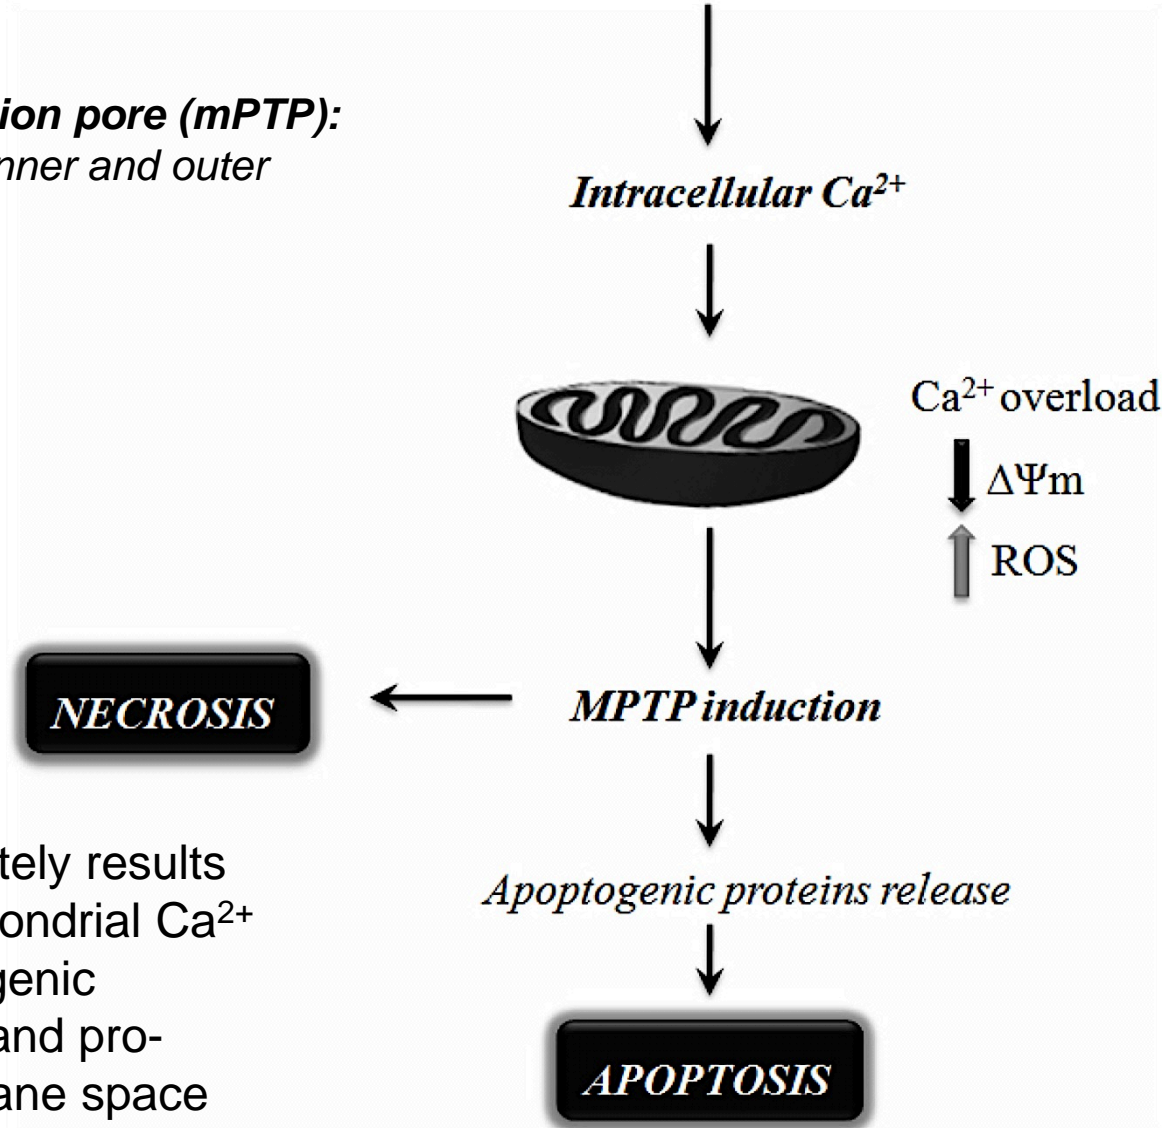 ion pore (mPTP):
nner and outer
Intracellular Ca²⁺
Ca²⁺ overload
ΔΨm
ROS
NECROSIS
MPTP induction
tely results
ondrial Ca²⁺
genic
and pro-
ane space
Apoptogenic proteins release
APOPTOSIS